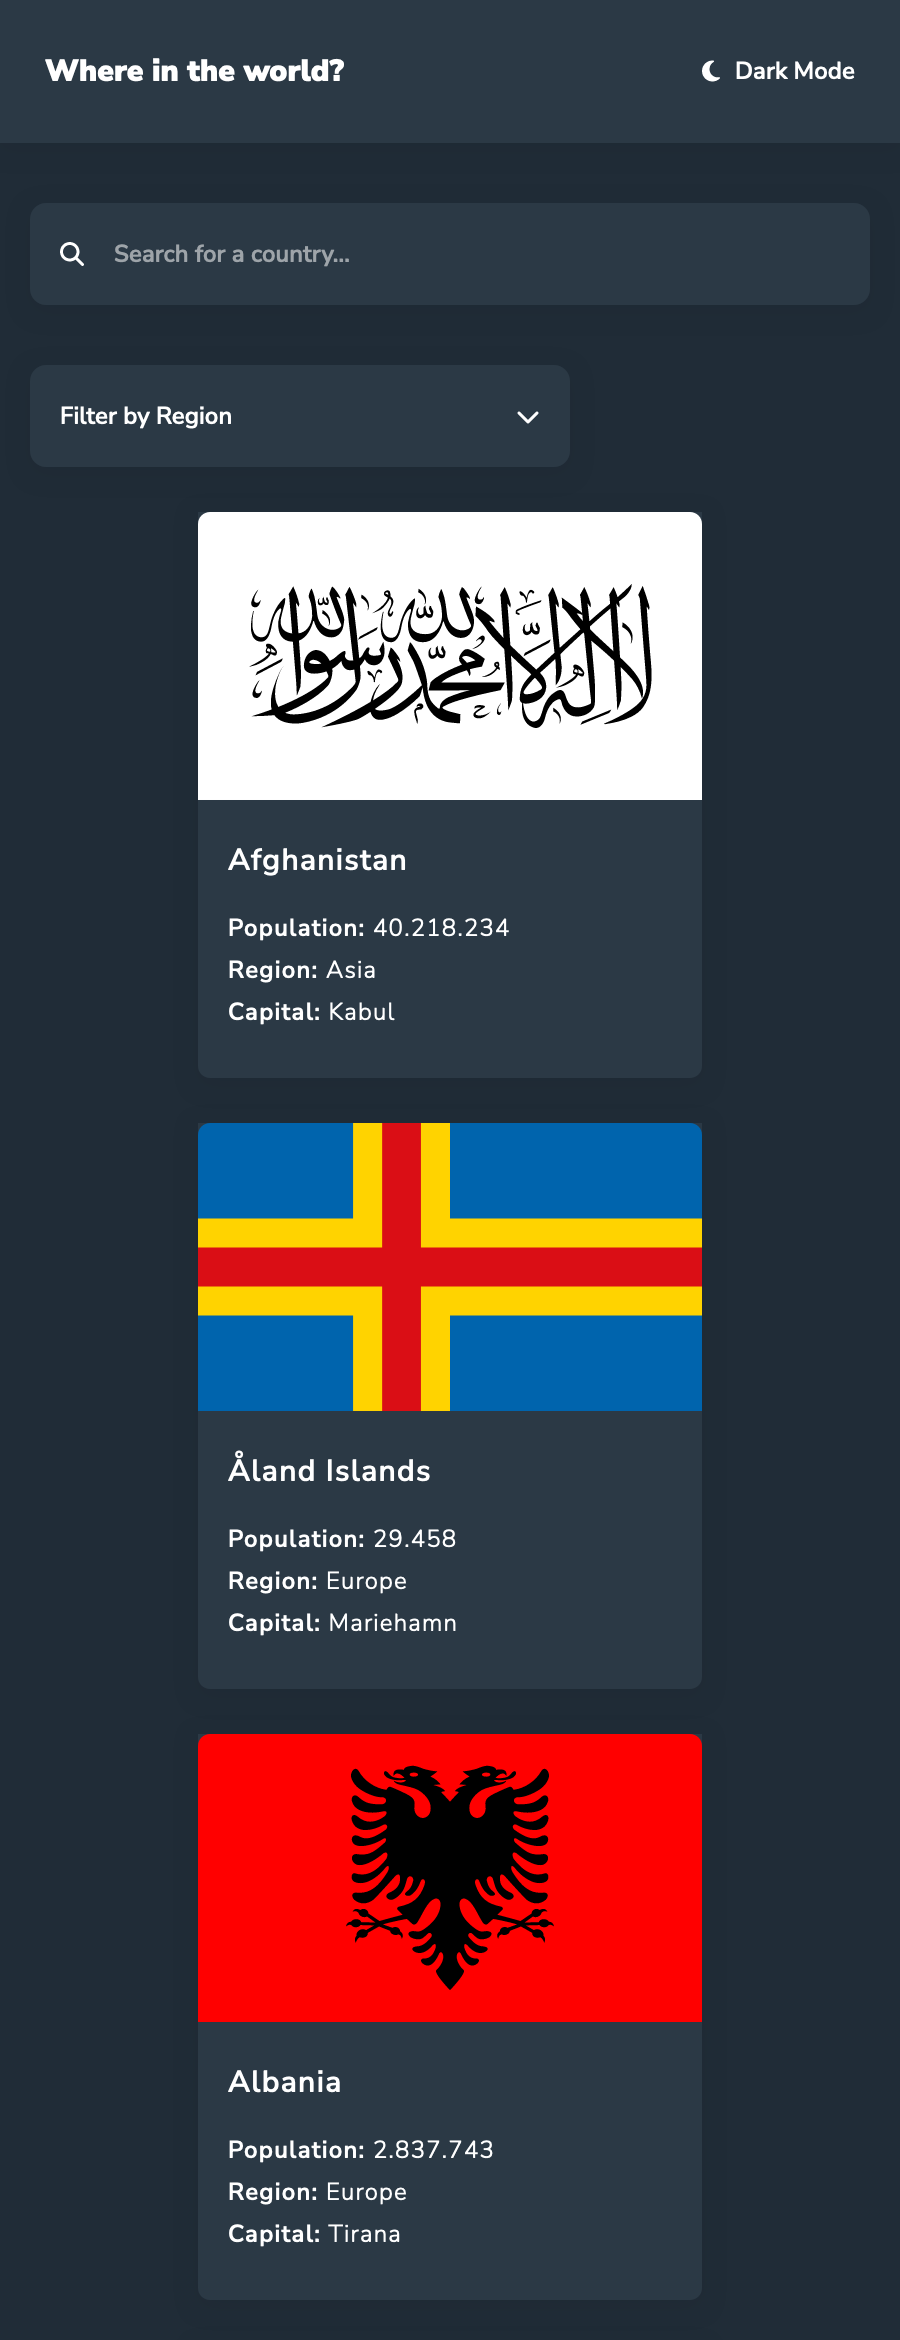 Where in the world?
Dark Mode
Search for a country...
Filter by Region
لا إله إلا الله محمد رسول الله
Afghanistan
Population: 40.218.234
Region: Asia
Capital: Kabul
Åland Islands
Population: 29.458
Region: Europe
Capital: Mariehamn
Albania
Population: 2.837.743
Region: Europe
Capital: Tirana